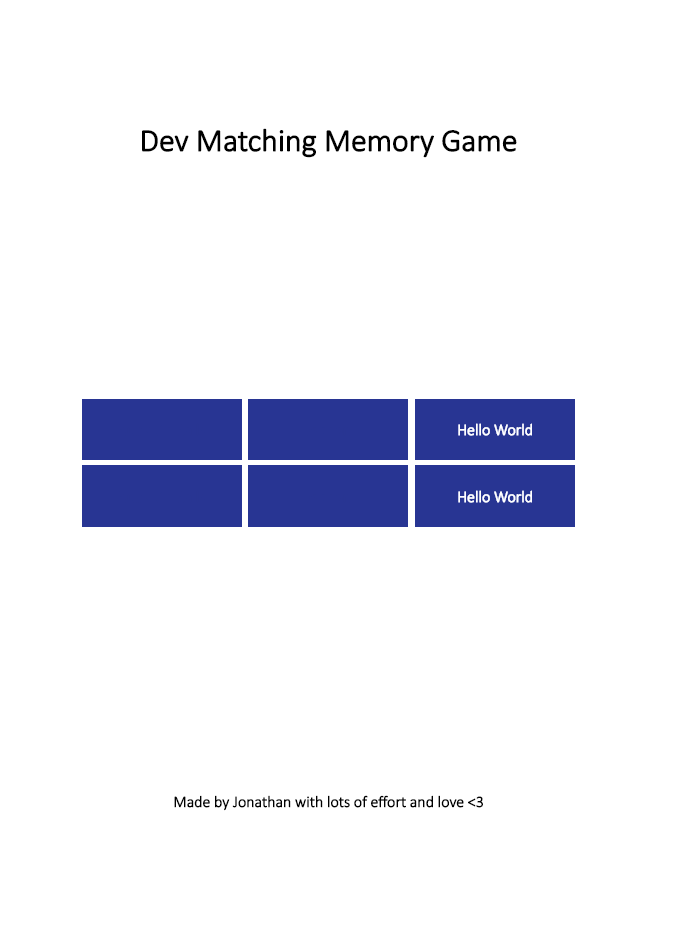 Dev Matching Memory Game
Hello World
Hello World
Made by Jonathan with lots of effort and love <3